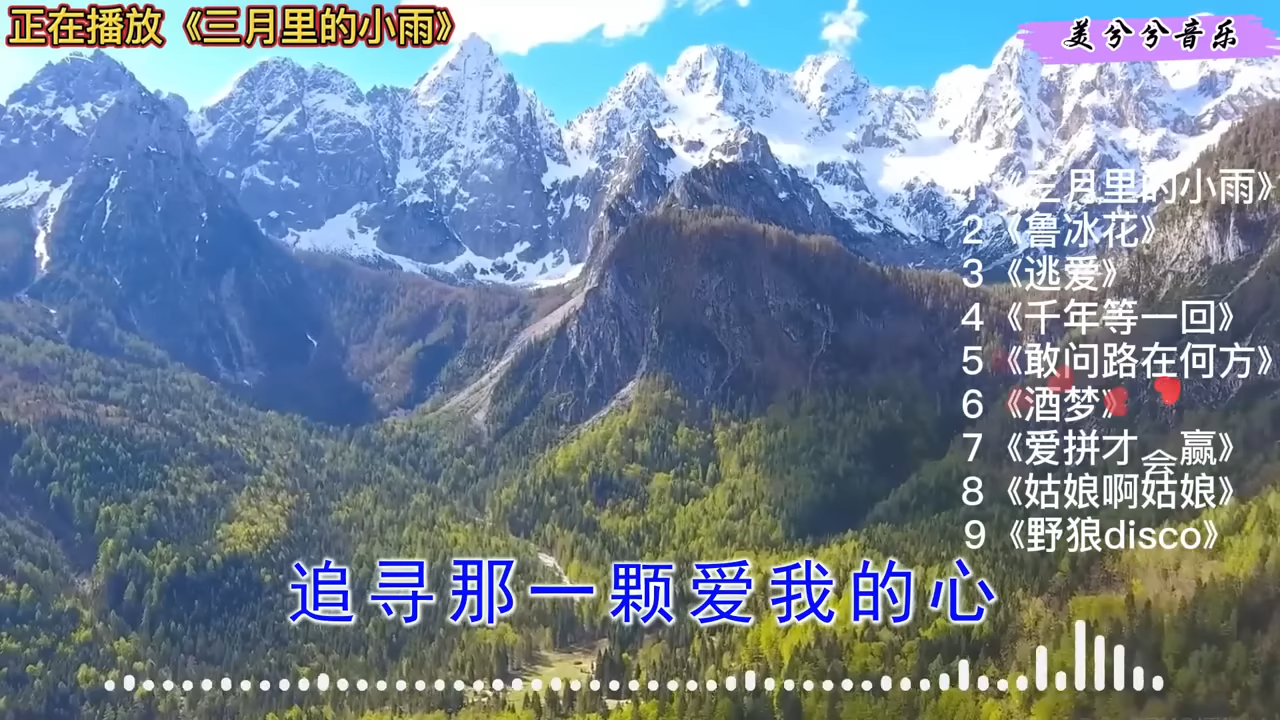 正在播放《三月里的小雨》
美兮兮音乐
1《三月里的小雨》
2《鲁冰花》
3《逃爱》
4《千年等一回》
5《敢问路在何方》
6《酒梦》
7《爱拼才会赢》
8《姑娘啊姑娘》
9《野狼disco》
追寻那一颗爱我的心